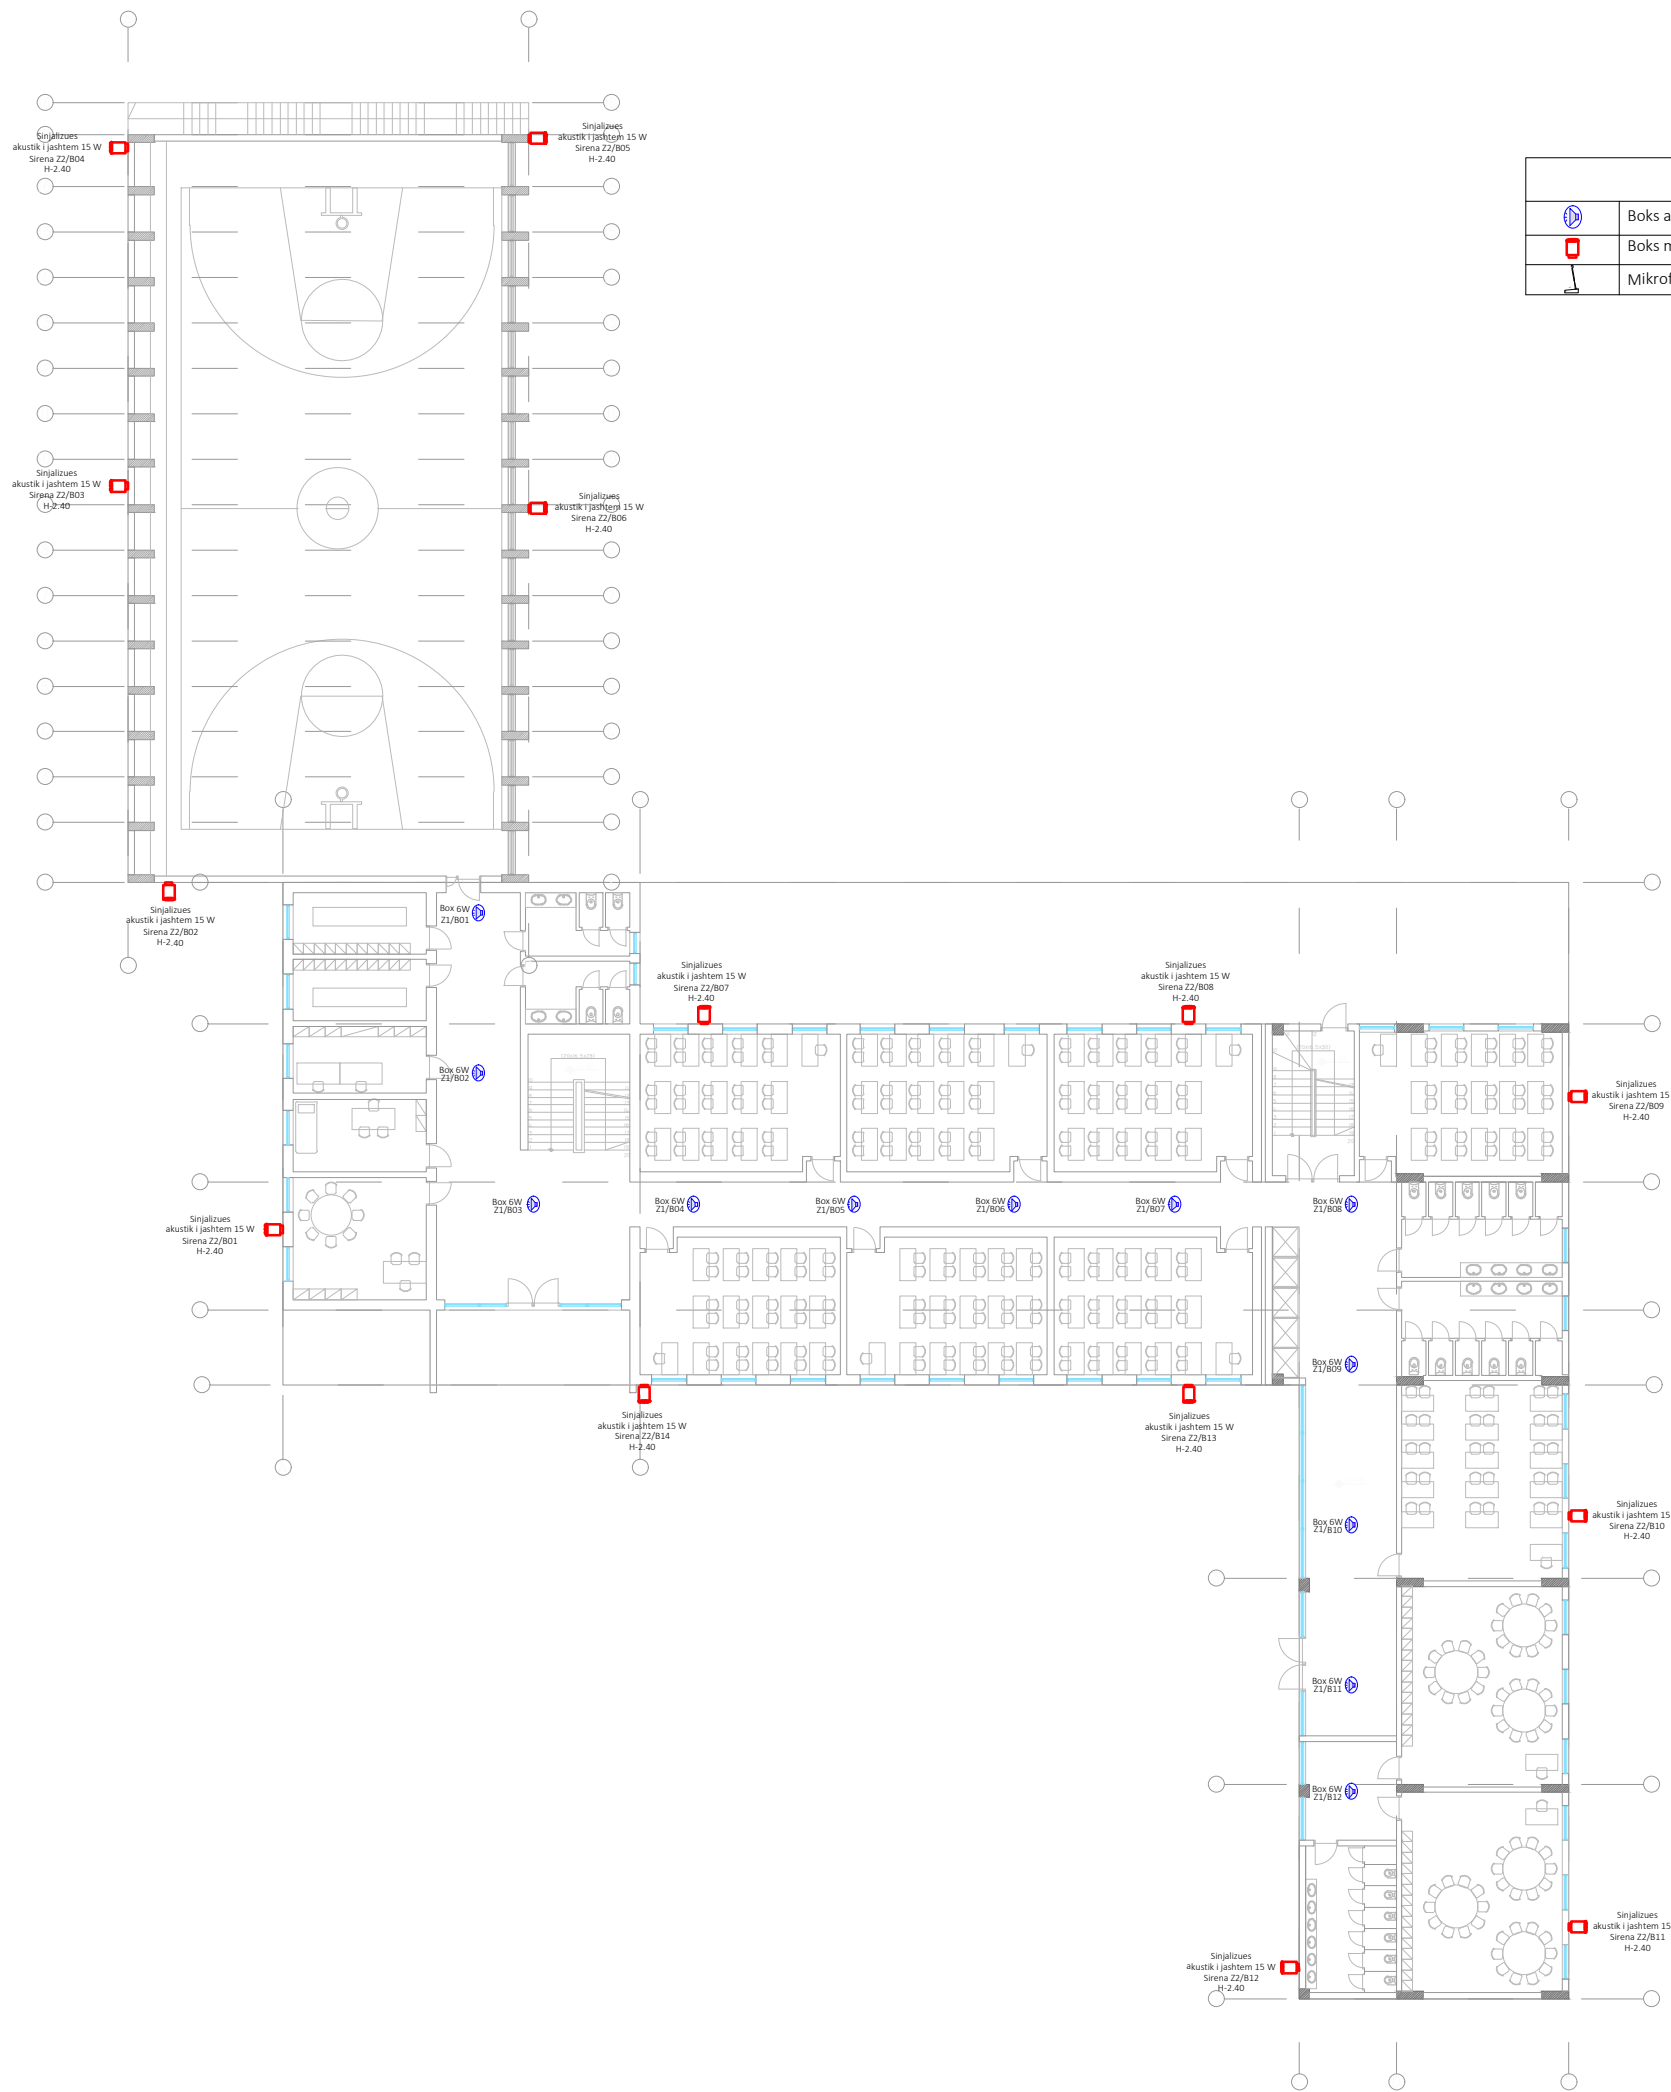 Sinjalizues
akustik i jashtem 15 W
Sirena Z2/B04
H-2.40
Sinjalizues
akustik i jashtem 15 W
Sirena Z2/B05
H-2.40
Boks
Boks
Sinjalizues
akustik i jashtem 15 W
Sirena Z2/B03
H-2.40
Sinjalizues
akustik i jashtem 15 W
Sirena Z2/B06
H-2.40
Sinjalizues
akustik i jashtem 15 W
Sirena Z2/B02
H-2.40
Box 6W
Z1/B01
Sinjalizues
akustik i jashtem 15 W
Sirena Z2/B07
H-2.40
Sinjalizues
akustik i jashtem 15 W
Sirena Z2/B08
H-2.40
Box 6W
Z1/B02
Sinjalizues
akustik i jashtem 15
Sirena Z2/B09
H-2.40
Sinjalizues
akustik i jashtem 15 W
Sirena Z2/B01
H-2.40
Box 6W
Z1/B03
Box 6W
Z1/B04
Box 6W
Z1/B05
Box 6W
Z1/B06
Box 6W
Z1/B07
Box 6W
Z1/B08
Box 6W
Z1/B09
Sinjalizues
akustik i jashtem 15 W
Sirena Z2/B14
H-2.40
Sinjalizues
akustik i jashtem 15 W
Sirena Z2/B13
H-2.40
Box 6W
Z1/B10
Sinjalizues
akustik i jashtem 15
Sirena Z2/B10
H-2.40
Box 6W
Z1/B11
Box 6W
Z1/B12
Sinjalizues
akustik i jashtem 15
Sirena Z2/B11
H-2.40
Sinjalizues
akustik i jashtem 15 W
Sirena Z2/B12
H-2.40